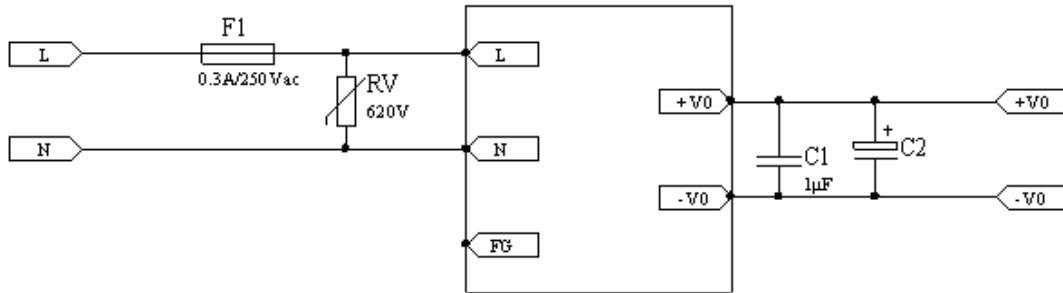 F1
L
0.3A/250Vac
L
RV
620V
+V0
+V0
N
N
C1
1μF
+
C2
-V0
-V0
FG